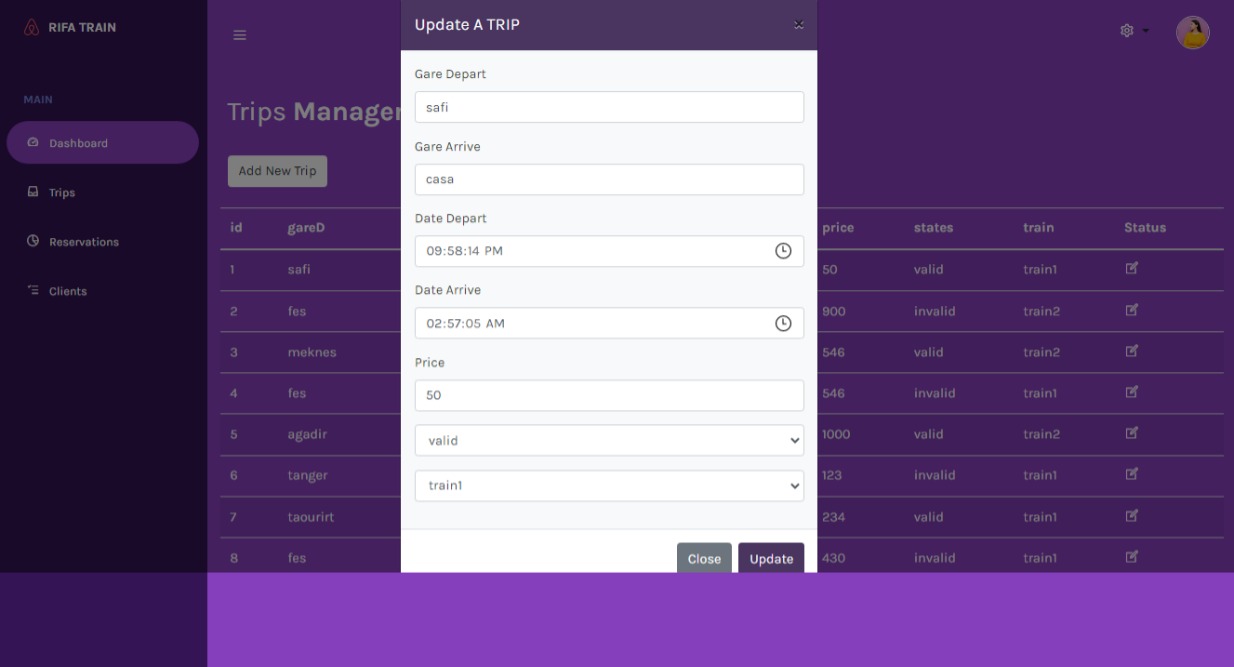 RIFA TRAIN
MAIN
Dashboard
Trips
Reservations
Clients
Trips Manager
Add New Trip
id gareD price states train Status
1 safi 50 valid train1
2 fes 900 invalid train2
3 meknes 546 valid train2
4 fes 546 invalid train1
5 agadir 1000 valid train2
6 tanger 123 invalid train1
7 taourirt 234 valid train1
8 fes 430 invalid train1
Update A TRIP
×
Gare Depart
safi
Gare Arrive
casa
Date Depart
09:58:14 PM
Date Arrive
02:57:05 AM
Price
50
valid
train1
Close Update